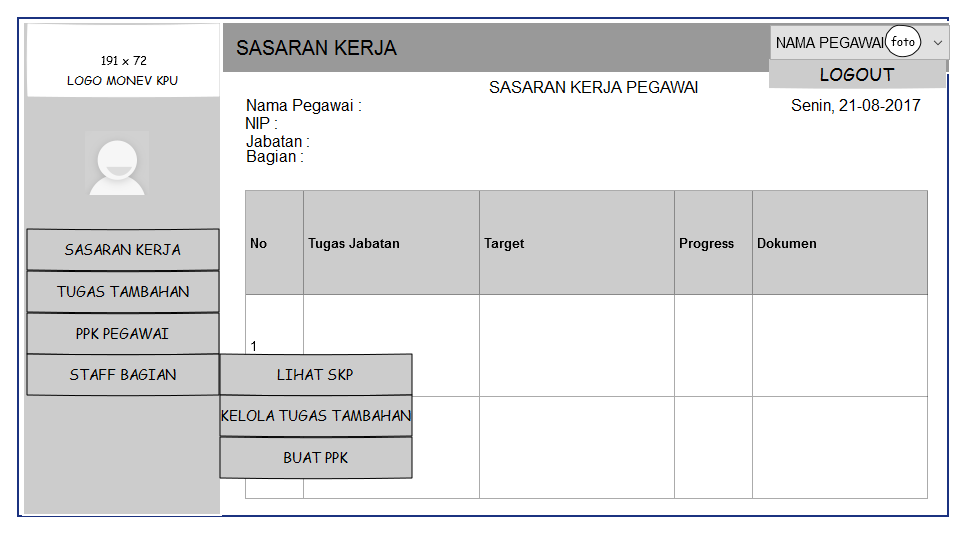 191 x 72
LOGO MONEV KPU
SASARAN KERJA
NAMA PEGAWAI foto
LOGOUT
SASARAN KERJA PEGAWAI
Senin, 21-08-2017
Nama Pegawai :
NIP :
Jabatan :
Bagian :
No Tugas Jabatan Target Progress Dokumen
1
SASARAN KERJA
TUGAS TAMBAHAN
PPK PEGAWAI
STAFF BAGIAN
LIHAT SKP
KELOLA TUGAS TAMBAHAN
BUAT PPK